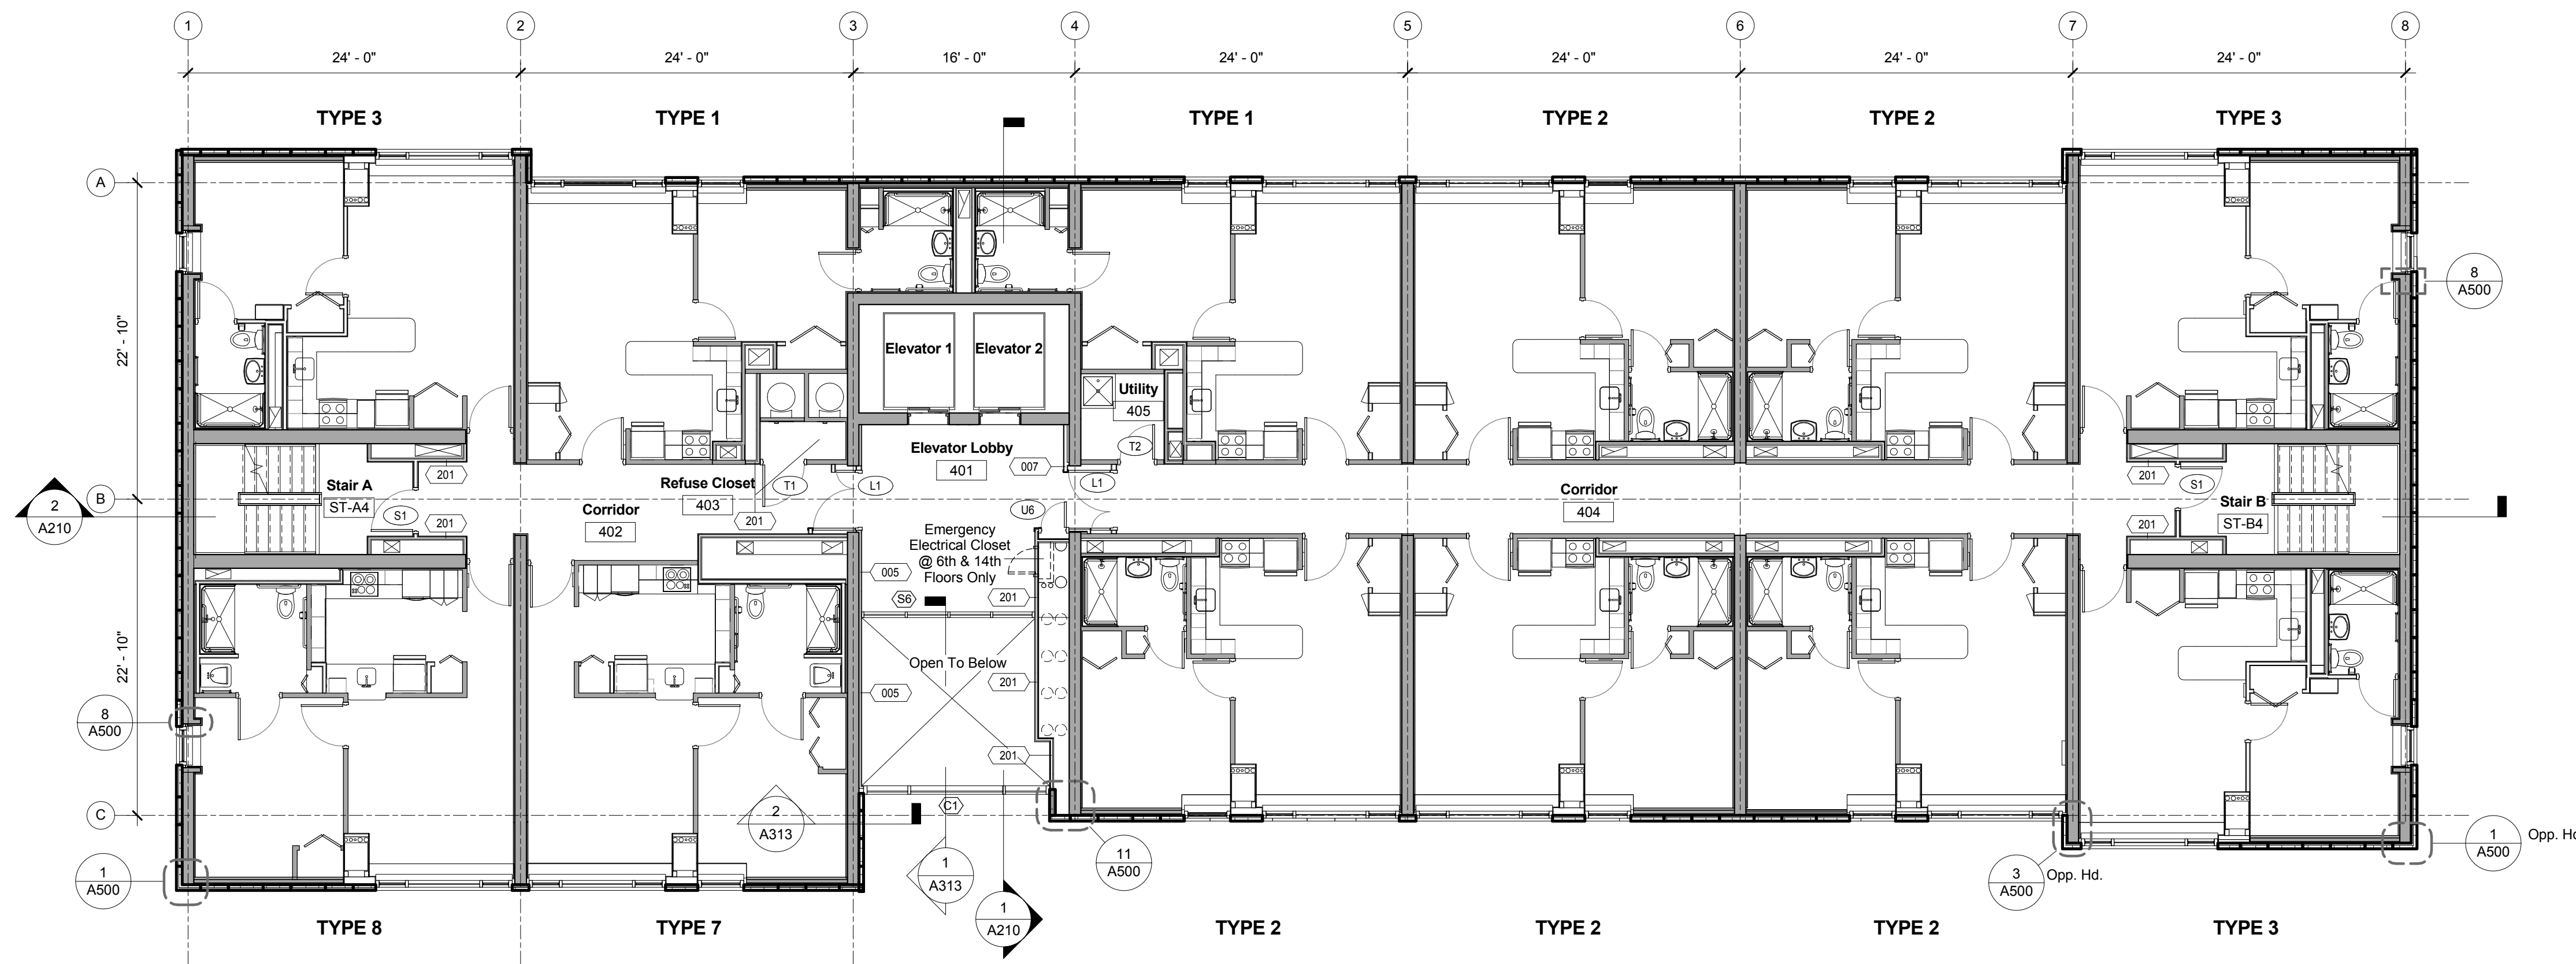 1 2 3 4 5 6 7 8
24' - 0" 24' - 0" 16' - 0" 24' - 0" 24' - 0" 24' - 0" 24' - 0"
TYPE 3 TYPE 1 TYPE 1 TYPE 2 TYPE 2 TYPE 3
A
8
A500
22' - 10"
Elevator 1 Elevator 2
Utility
405
T2
Elevator Lobby
401
007
201
Stair A
ST-A4
S1
201
Refuse Closet
403
T1
L1
201
Corridor
402
L1
U6
Corridor
404
201
S1
201
Stair B
ST-B4
B
2
A210
Emergency
Electrical Closet
@ 6th & 14th
Floors Only
005
S6
201
22' - 10"
Open To Below
005
201
201
8
A500
C
2
A313
C1
1
A313
1
A210
11
A500
1
A500
3
A500
Opp. Hd.
1
A500
TYPE 8 TYPE 7 TYPE 2 TYPE 2 TYPE 2 TYPE 3